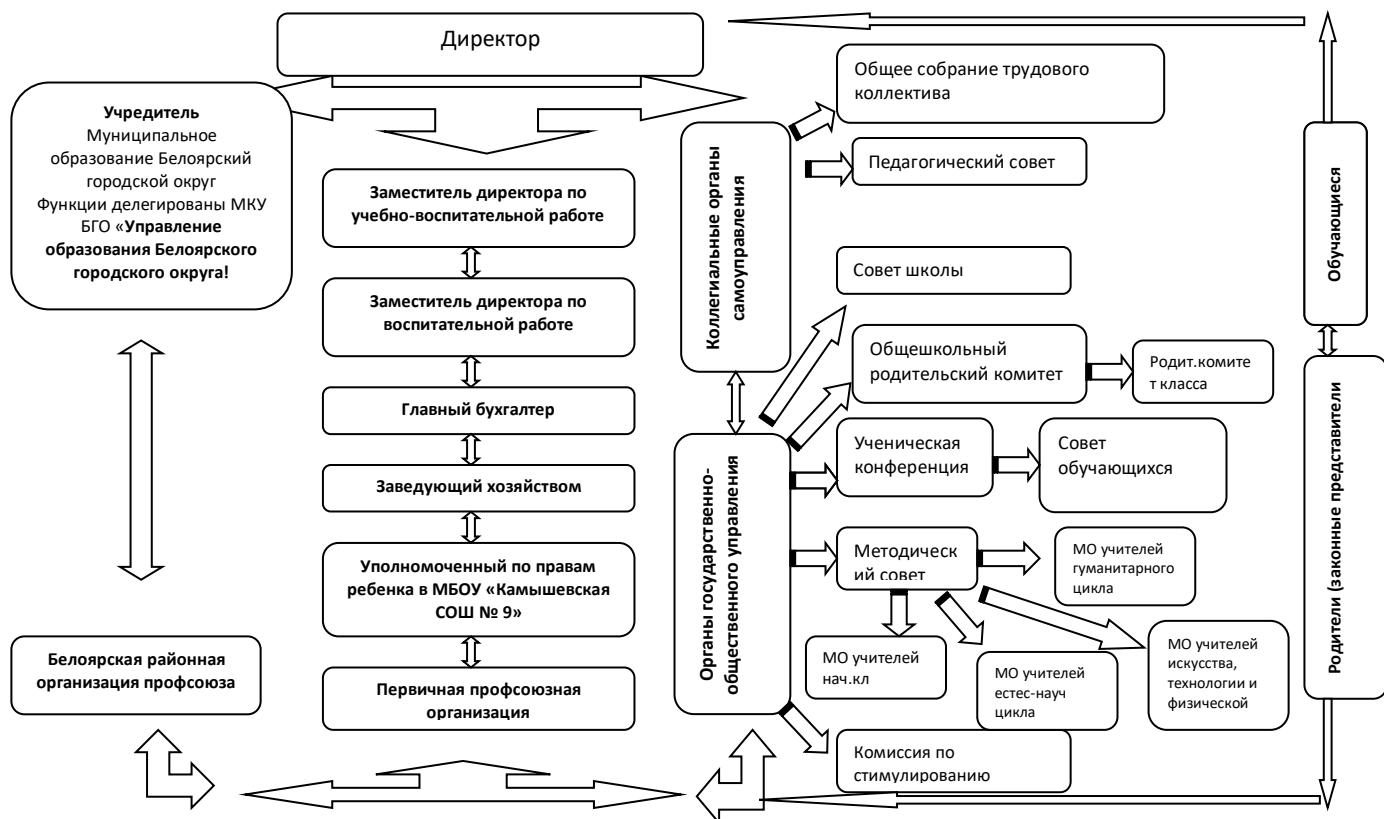 Директор
Учредитель
Муниципальное
образование Белоярский
городской округ
Функции делегированы МКУ
БГО «Управление
образования Белоярского
городского округа!
Белоярская районная
организация профсоюза
Заместитель директора по
учебно-воспитательной работе
Заместитель директора по
воспитательной работе
Главный бухгалтер
Заведующий хозяйством
Уполномоченный по правам
ребенка в МБОУ «Камышевская
СОШ № 9»
Первичная профсоюзная
организация
Коллегиальные органы
самоуправления
Органы государственно-
общественного управления
Общее собрание трудового
коллектива
Педагогический совет
Совет школы
Общешкольный
родительский комитет
Родит.комите
т класса
Ученическая
конференция
Совет
обучающихся
Методическ
ий совет
МО учителей
гуманитарного
цикла
МО учителей
нач.кл
МО учителей
естес-науч
цикла
МО учителей
искусства,
технологии и
физической
Комиссия по
стимулированию
Обучающиеся
Родители (законные представители